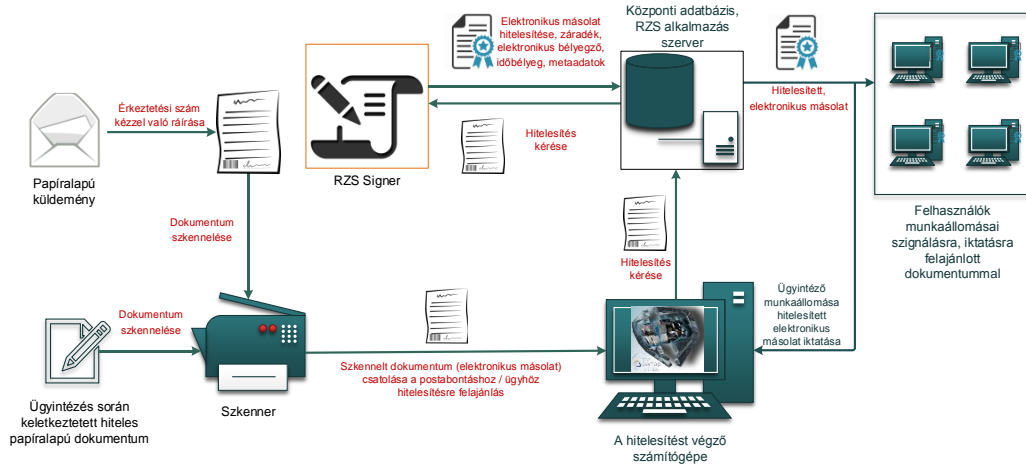 Elektronikus másolat
hitelesítése, záradék,
elektronikus bélyegző,
időbélyeg, metaadatok
Központi adatbázis,
RZS alkalmazás
szerver
Érkeztetési szám
kézzel való ráírása
Hitelesített,
elektronikus másolat
Hitelesítés
kérése
RZS Signer
Papíralapú
küldemény
Dokumentum
szkennelése
Hitelesítés
kérése
Felhasználók
munkaállomásai
szignálásra, iktatásra
felajánlott
dokumentummal
Dokumentum
szkennelése
Ügyintéző
munkaállomása
hitelesített
elektronikus
másolat iktatása
Szkennelt dokumentum (elektronikus másolat)
csatolása a postabontáshoz / ügyhöz
hitelesítésre felajánlás
Ügyintézés során
keletkeztetett hiteles
papíralapú dokumentum
Szkenner
A hitelesítést végző
számítógépe